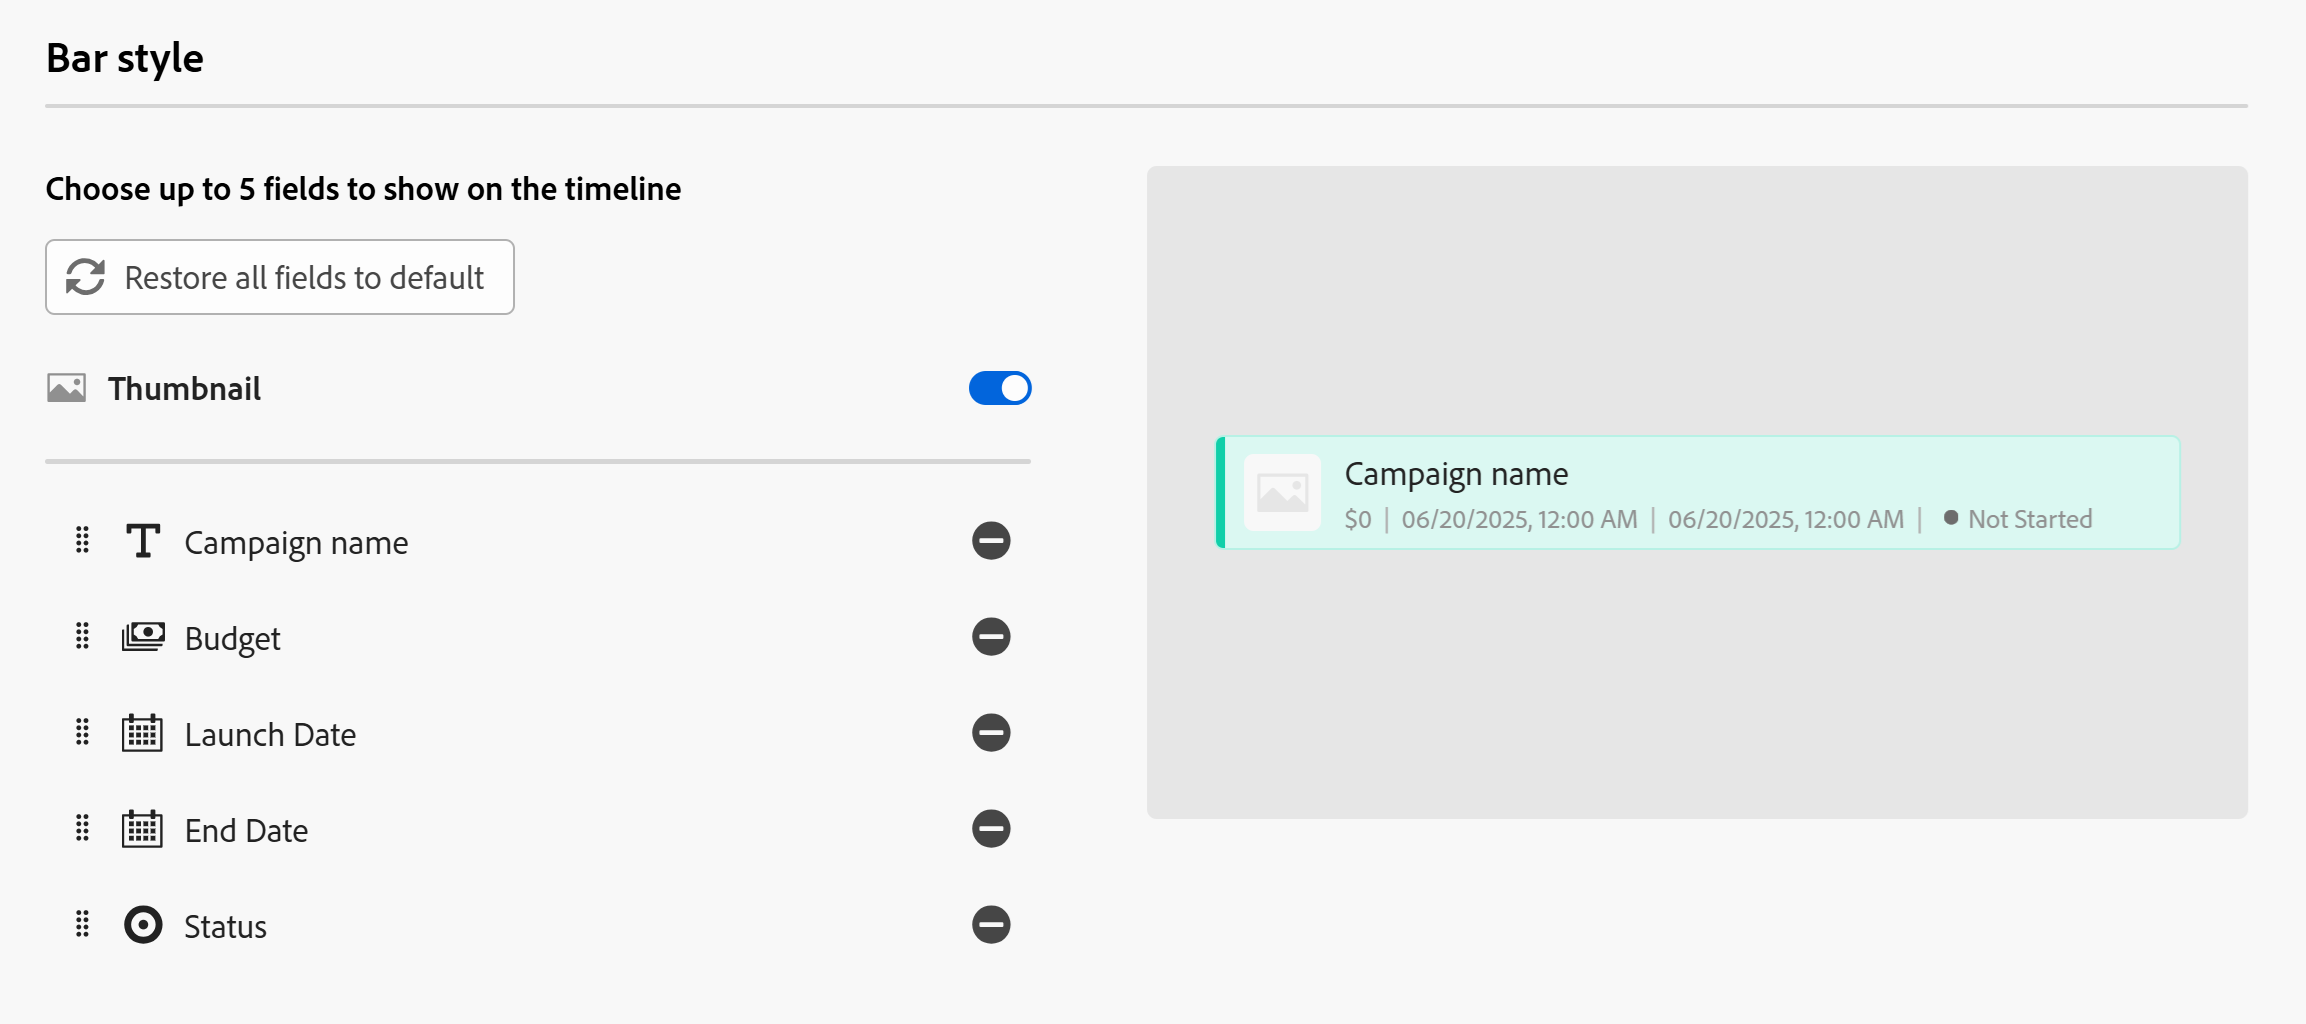 Bar style
Choose up to 5 fields to show on the timeline
Restore all fields to default
Thumbnail
Campaign name
Budget
Launch Date
End Date
Status
Campaign name
$0 | 06/20/2025, 12:00 AM | 06/20/2025, 12:00 AM | Not Started